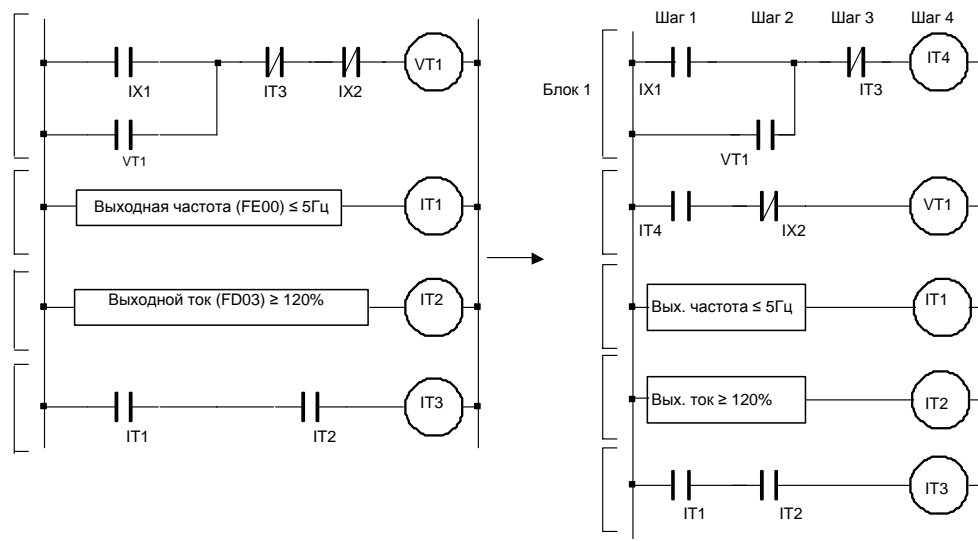 Шаг 1 Шаг 2 Шаг 3 Шаг 4
IX1 IT3 IX2 VT1
VT1
Выходная частота (FE00) ≤ 5Гц IT1
Выходной ток (FD03) ≥ 120% IT2
IT1 IT2 IT3
Блок 1 IX1 IT3 IT4
VT1
IT4 IX2 VT1
Вых. частота ≤ 5Гц IT1
Вых. ток ≥ 120% IT2
IT1 IT2 IT3